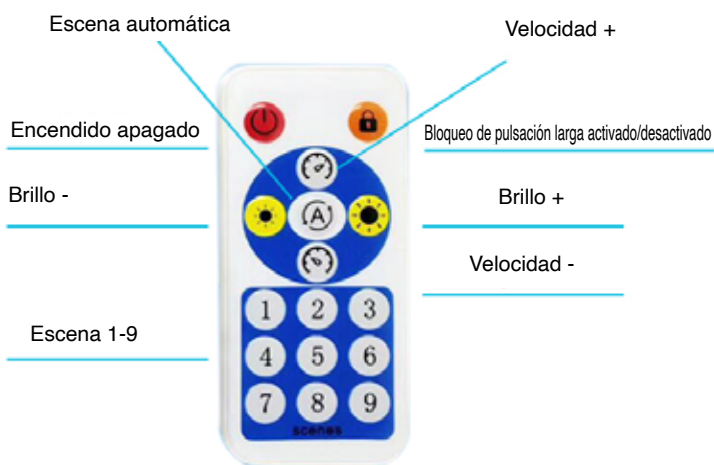 Escena automática
Velocidad +
Encendido apagado
Bloqueo de pulsación larga activado/desactivado
Brillo -
A
Brillo +
Velocidad -
1 2 3
Escena 1-9
4 5 6
7 8 9
scenes